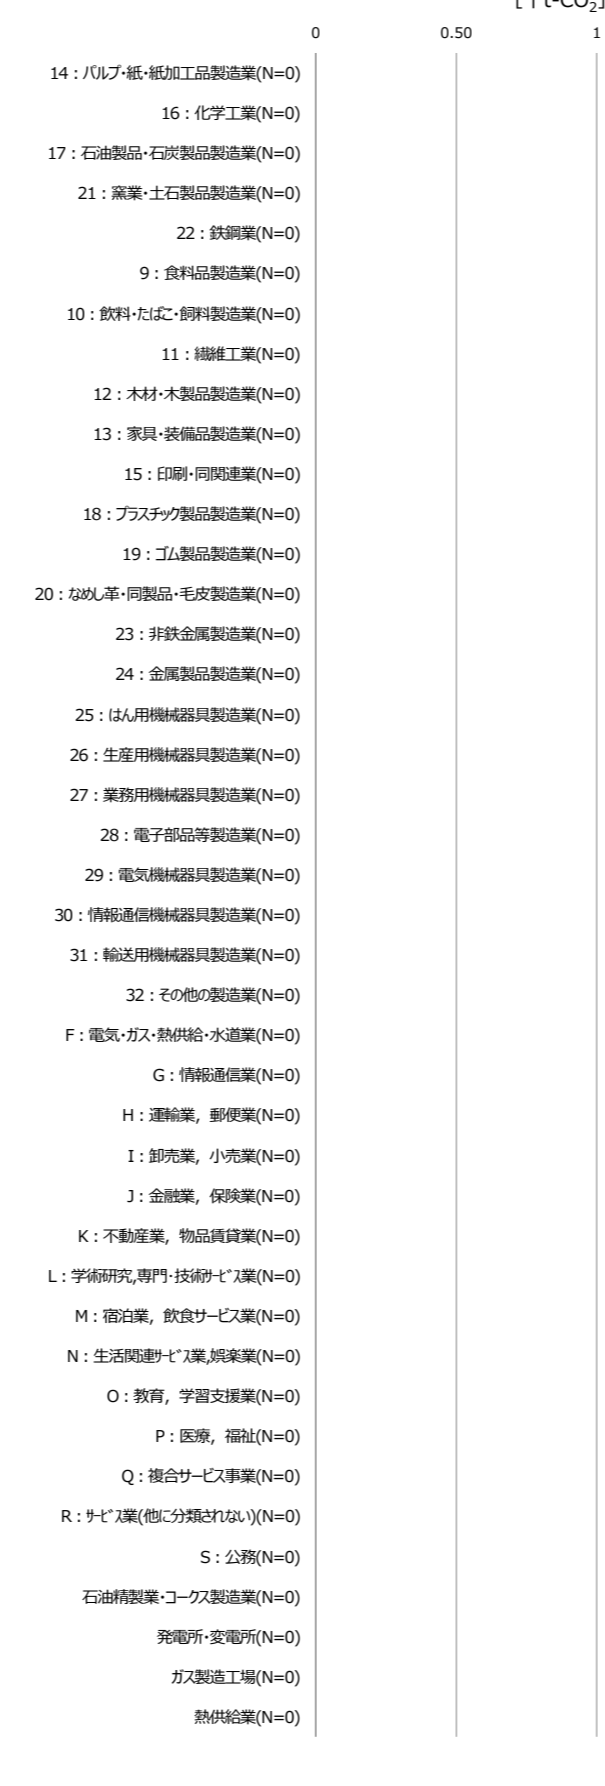 [千t-CO₂]
0 0.50 1
14：パルプ・紙・紙加工品製造業(N=0)
16：化学工業(N=0)
17：石油製品・石炭製品製造業(N=0)
21：窯業・土石製品製造業(N=0)
22：鉄鋼業(N=0)
9：食料品製造業(N=0)
10：飲料・たばこ・飼料製造業(N=0)
11：繊維工業(N=0)
12：木材・木製品製造業(N=0)
13：家具・装備品製造業(N=0)
15：印刷・同関連業(N=0)
18：プラスチック製品製造業(N=0)
19：ゴム製品製造業(N=0)
20：なめし革・同製品・毛皮製造業(N=0)
23：非鉄金属製造業(N=0)
24：金属製品製造業(N=0)
25：はん用機械器具製造業(N=0)
26：生産用機械器具製造業(N=0)
27：業務用機械器具製造業(N=0)
28：電子部品等製造業(N=0)
29：電気機械器具製造業(N=0)
30：情報通信機械器具製造業(N=0)
31：輸送用機械器具製造業(N=0)
32：その他の製造業(N=0)
F：電気・ガス・熱供給・水道業(N=0)
G：情報通信業(N=0)
H：運輸業，郵便業(N=0)
I：卸売業，小売業(N=0)
J：金融業，保険業(N=0)
K：不動産業，物品賃貸業(N=0)
L：学術研究,専門・技術ｻｰﾋﾞｽ業(N=0)
M：宿泊業，飲食サービス業(N=0)
N：生活関連ｻｰﾋﾞｽ業,娯楽業(N=0)
O：教育，学習支援業(N=0)
P：医療，福祉(N=0)
Q：複合サービス事業(N=0)
R：ｻｰﾋﾞｽ業(他に分類されない)(N=0)
S：公務(N=0)
石油精製業・コークス製造業(N=0)
発電所・変電所(N=0)
ガス製造工場(N=0)
熱供給業(N=0)